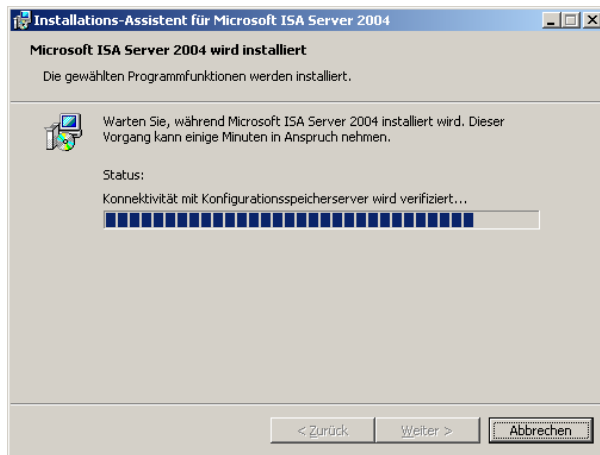 Installations-Assistent für Microsoft ISA Server 2004
Microsoft ISA Server 2004 wird installiert
Die gewählten Programmfunktionen werden installiert.
Warten Sie, während Microsoft ISA Server 2004 installiert wird. Dieser
Vorgang kann einige Minuten in Anspruch nehmen.
Status:
Konnektivität mit Konfigurationsspeicherserver wird verifiziert...
< Zurück
Weiter >
Abbrechen